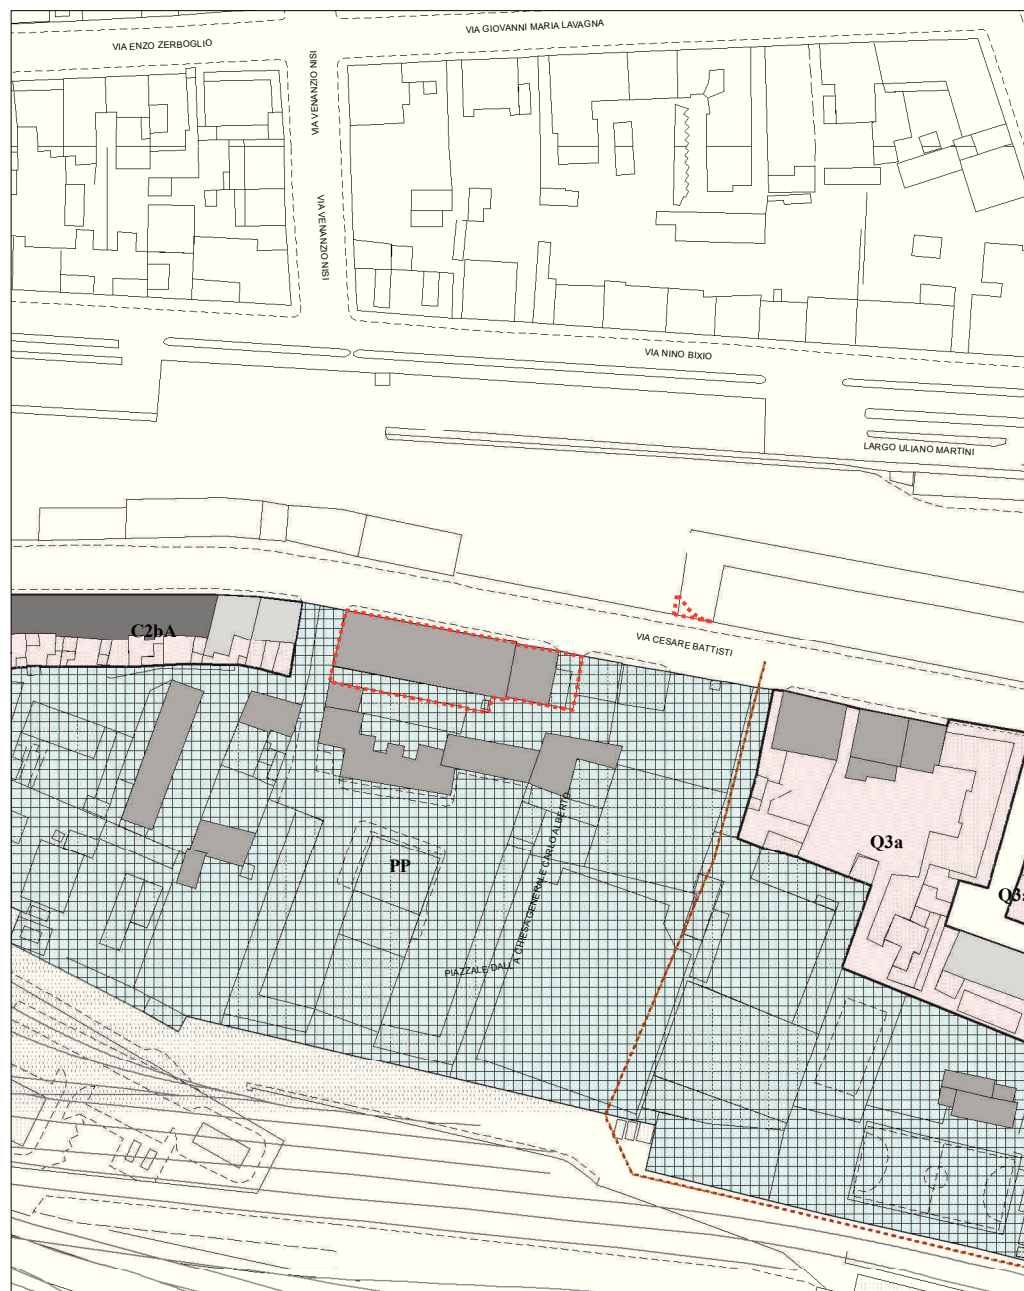 VIA GIOVANNI MARIA LAVAGNA
VIA ENZO ZERBOGLIO
VIA VENANZIO NISI
VIA VENANZIO NISI
VIA NINO BIXIO
LARGO ULIANO MARTINI
C2bA
VIA CESARE BATTISTI
Q3a
PP
Q3a
PIAZZALE DALLA CHIESA GENERALE CARLO ALBERTO